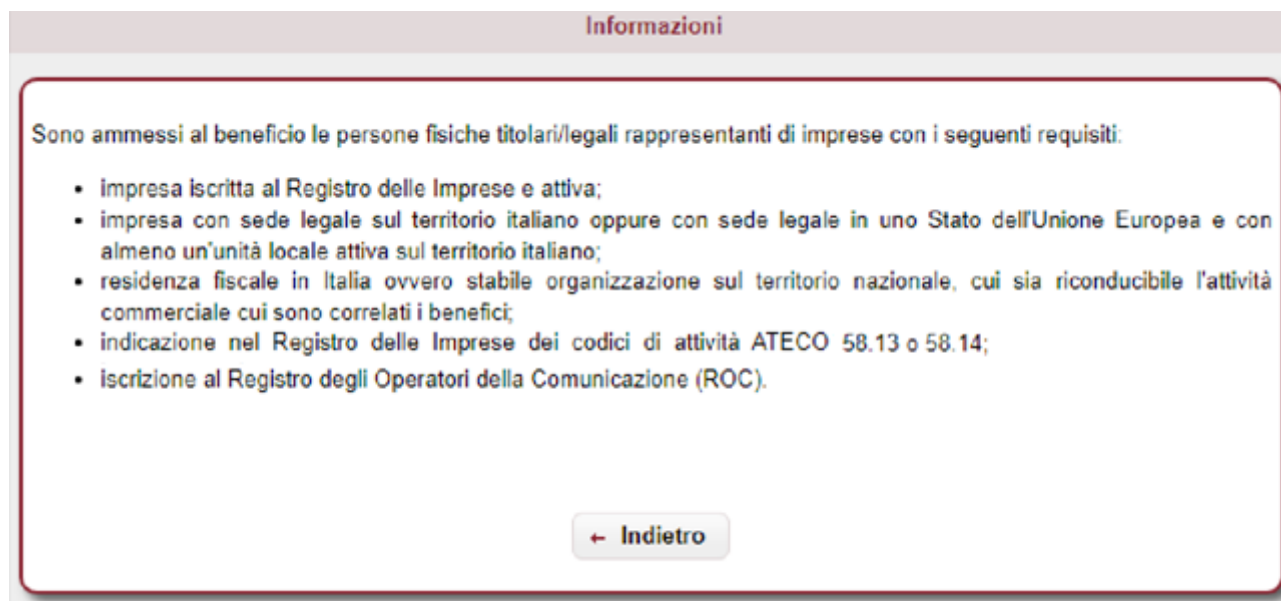 Informazioni
Sono ammessi al beneficio le persone fisiche titolari/legali rappresentanti di imprese con i seguenti requisiti:
• impresa iscritta al Registro delle Imprese e attiva;
• impresa con sede legale sul territorio italiano oppure con sede legale in uno Stato dell'Unione Europea e con
almeno un'unità locale attiva sul territorio italiano;
• residenza fiscale in Italia ovvero stabile organizzazione sul territorio nazionale, cui sia riconducibile l'attività
commerciale cui sono correlati i benefici;
• indicazione nel Registro delle Imprese dei codici di attività ATECO 58.13 o 58.14;
• iscrizione al Registro degli Operatori della Comunicazione (ROC).
← Indietro